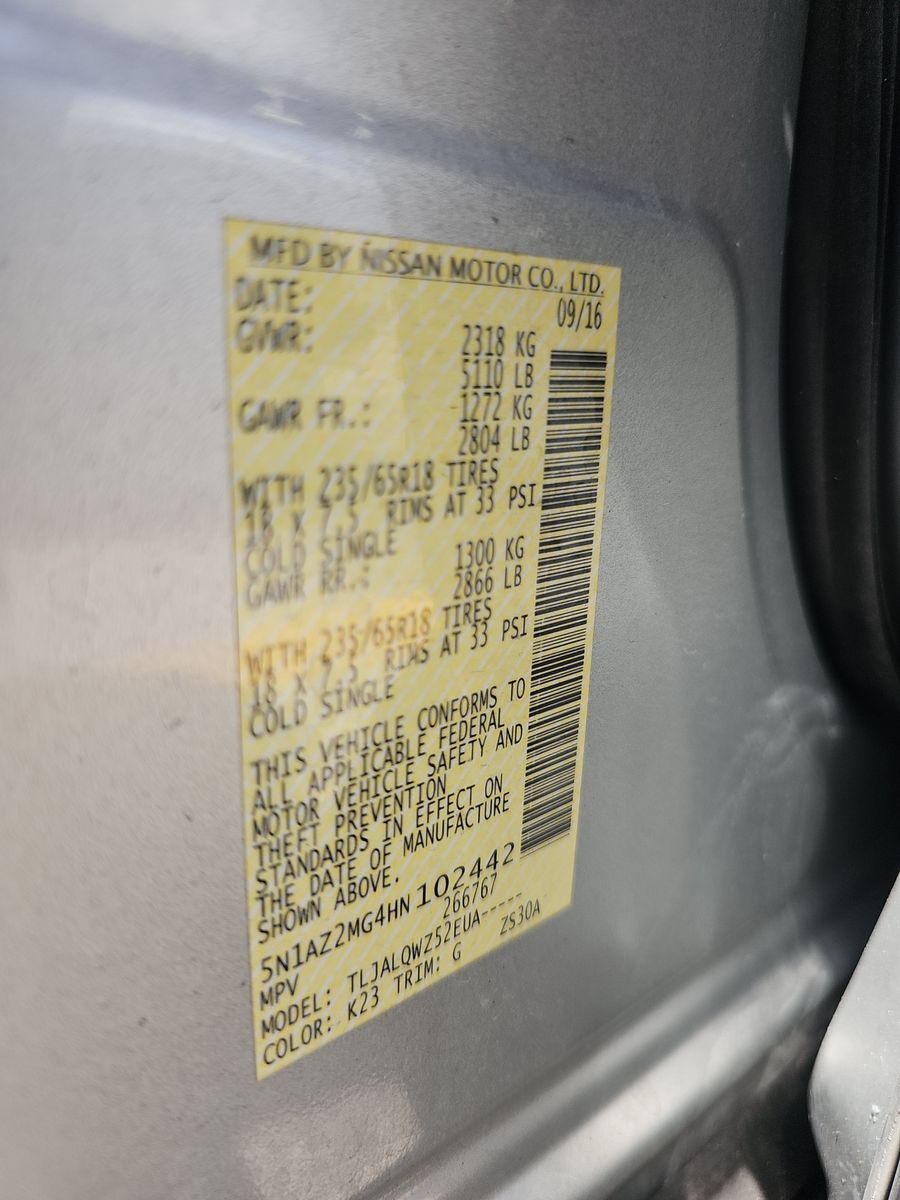 MFD BY NISSAN MOTOR CO., LTD.
DATE: 09/16
GVWR: 2318 KG
5110 LB
GAWR FR.: 1272 KG
2804 LB
WITH 235/65R18 TIRES
18 X 7.5 RIMS AT 33 PSI
COLD SINGLE
GAWR RR.: 1300 KG
2866 LB
WITH 235/65R18 TIRES
18 X 7.5 RIMS AT 33 PSI
COLD SINGLE
THIS VEHICLE CONFORMS TO
ALL APPLICABLE FEDERAL
MOTOR VEHICLE SAFETY AND
THEFT PREVENTION
STANDARDS IN EFFECT ON
THE DATE OF MANUFACTURE
SHOWN ABOVE.
5N1AZ2MG4HN102442
MPV 266767
MODEL: TLJALQWZ52EUA-----
COLOR: K23 TRIM: G ZS30A